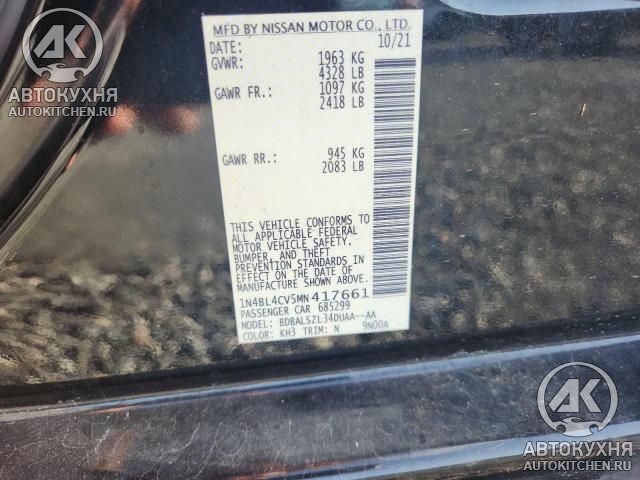 MFD BY NISSAN MOTOR CO., LTD.
DATE: 10/21
GVWR: 1963 KG
4328 LB
GAWR FR.: 1097 KG
2418 LB
GAWR RR.: 945 KG
2083 LB
THIS VEHICLE CONFORMS TO
ALL APPLICABLE FEDERAL
MOTOR VEHICLE SAFETY,
BUMPER, AND THEFT
PREVENTION STANDARDS IN
EFFECT ON THE DATE OF
MANUFACTURE SHOWN ABOVE.
1N4BL4CV5MN417661
PASSENGER CAR 685299
MODEL: BDBALSZL34DUAA--AA
COLOR: KH3 TRIM: N 9N00A
AK
АВТОКУХНЯ
AUTOKITCHEN.RU
AK
АВТОКУХНЯ
AUTOKITCHEN.RU